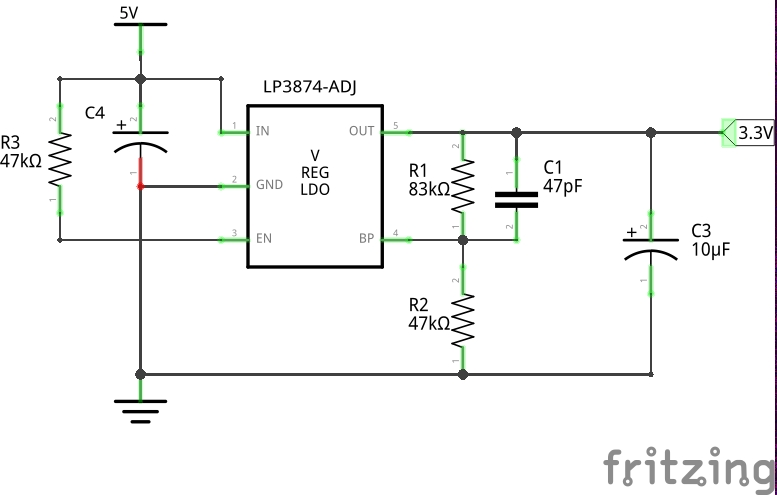 5V
LP3874-ADJ
C4
+
2
1
R3
47kΩ
2
1
1
IN
2
GND
3
EN
V
REG
LDO
OUT
5
BP
4
R1
83kΩ
2
1
C1
47pF
1
2
3.3V
R2
47kΩ
2
1
C3
10µF
+
2
1
fritzing